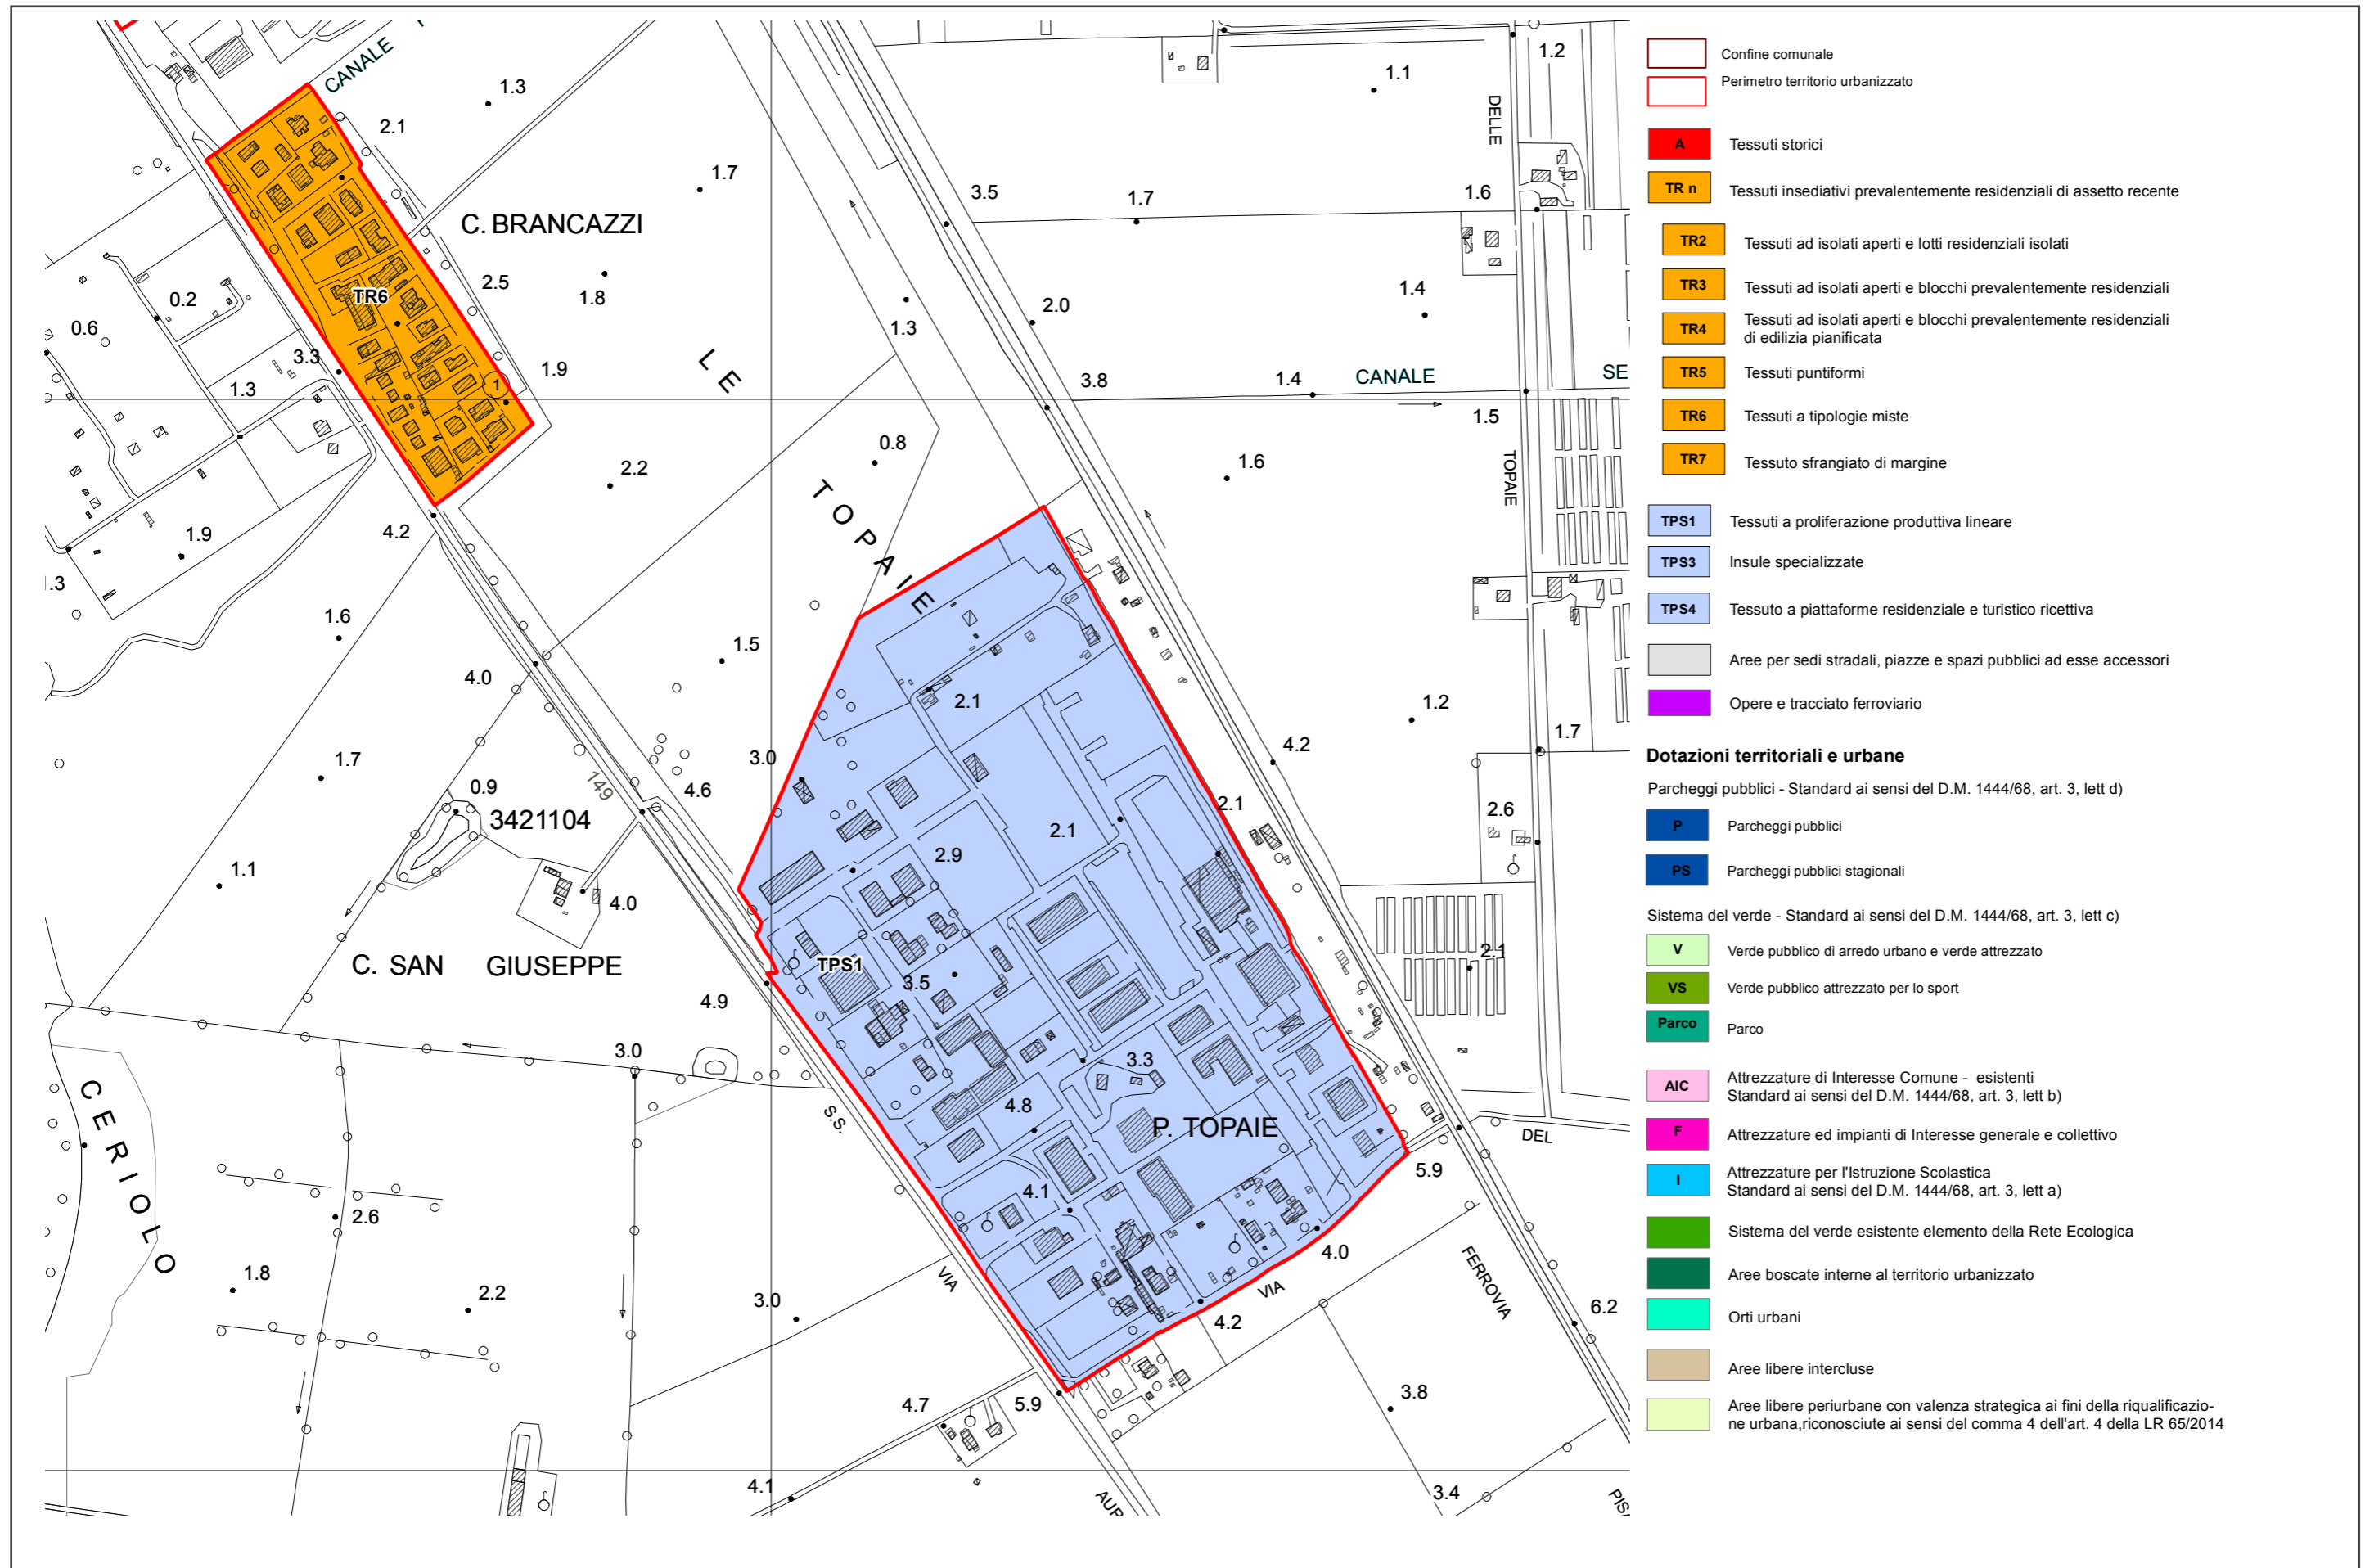 CANALE
1.3
2.1
1.7
C. BRANCAZZI
2.5
1.8
TR6
0.2
0.6
3.3
1.3
1.9
1
1.1
1.2
DELLE
3.5
1.7
1.6
2.0
1.4
1.3
3.8
1.4
CANALE
SE
1.5
LE TOPAIE
0.8
1.6
TOPAIE
2.2
4.2
1.9
.3
1.6
4.0
1.5
2.1
1.2
1.7
4.2
1.7
0.9
149
3421104
4.6
3.0
2.1
2.1
2.6
2.9
1.1
4.0
C. SAN GIUSEPPE
TPS1
3.5
4.9
2.1
3.0
S.S.
3.3
4.8
P. TOPAIE
DEL
CERIOLO
4.1
5.9
2.6
4.0
1.8
2.2
3.0
VIA
VIA
4.2
FERROVIA
6.2
4.7
5.9
3.8
4.1
AUR
3.4
PIS
Confine comunale
Perimetro territorio urbanizzato
A Tessuti storici
TR n Tessuti insediativi prevalentemente residenziali di assetto recente
TR2 Tessuti ad isolati aperti e lotti residenziali isolati
TR3 Tessuti ad isolati aperti e blocchi prevalentemente residenziali
TR4 Tessuti ad isolati aperti e blocchi prevalentemente residenziali
di edilizia pianificata
TR5 Tessuti puntiformi
TR6 Tessuti a tipologie miste
TR7 Tessuto sfrangiato di margine
TPS1 Tessuti a proliferazione produttiva lineare
TPS3 Insule specializzate
TPS4 Tessuto a piattaforme residenziale e turistico ricettiva
Aree per sedi stradali, piazze e spazi pubblici ad esse accessori
Opere e tracciato ferroviario
Dotazioni territoriali e urbane
Parcheggi pubblici - Standard ai sensi del D.M. 1444/68, art. 3, lett d)
P Parcheggi pubblici
PS Parcheggi pubblici stagionali
Sistema del verde - Standard ai sensi del D.M. 1444/68, art. 3, lett c)
V Verde pubblico di arredo urbano e verde attrezzato
VS Verde pubblico attrezzato per lo sport
Parco Parco
AIC Attrezzature di Interesse Comune - esistenti
Standard ai sensi del D.M. 1444/68, art. 3, lett b)
F Attrezzature ed impianti di Interesse generale e collettivo
I Attrezzature per l'Istruzione Scolastica
Standard ai sensi del D.M. 1444/68, art. 3, lett a)
Sistema del verde esistente elemento della Rete Ecologica
Aree boscate interne al territorio urbanizzato
Orti urbani
Aree libere intercluse
Aree libere periurbane con valenza strategica ai fini della riqualificazio-
ne urbana,riconosciute ai sensi del comma 4 dell'art. 4 della LR 65/2014